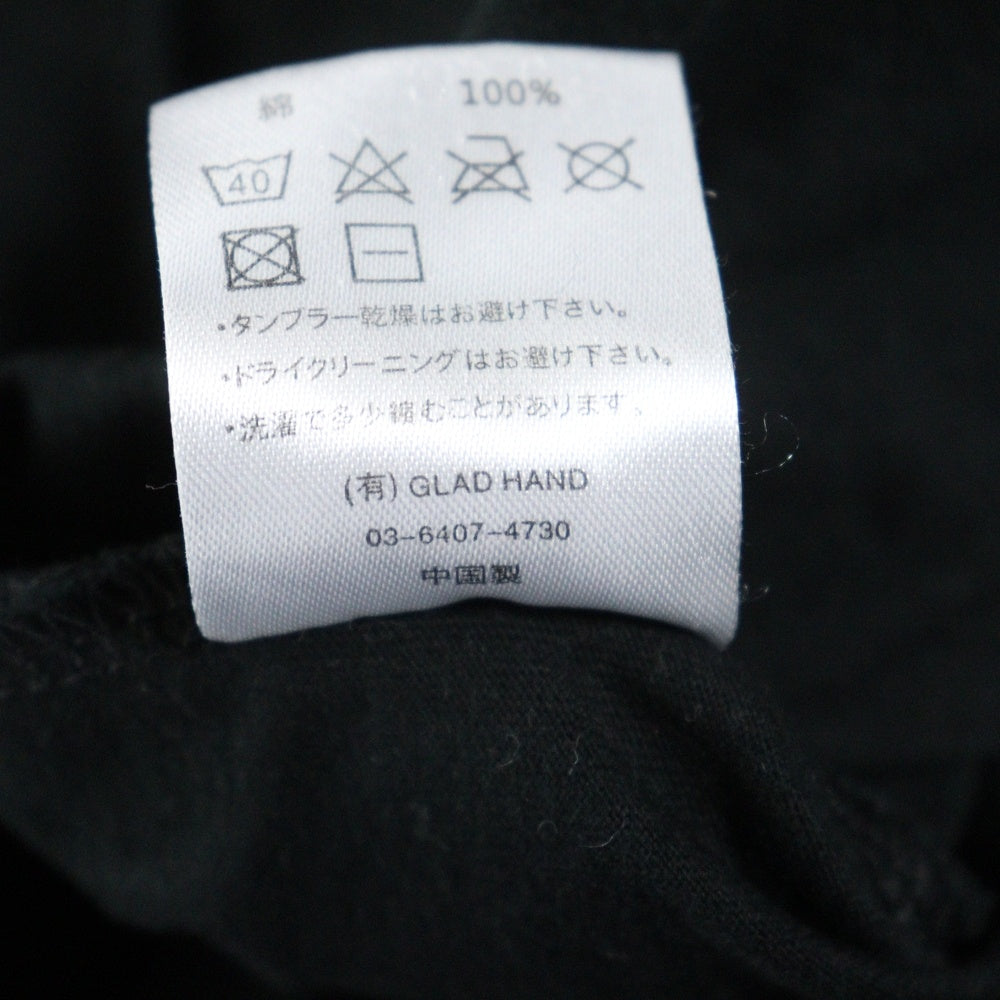 綿 100%
40
・タンブラー乾燥はお避け下さい。
・ドライクリーニングはお避け下さい。
・洗濯で多少縮むことがあります。
(有) GLAD HAND
03-6407-4730
中国製